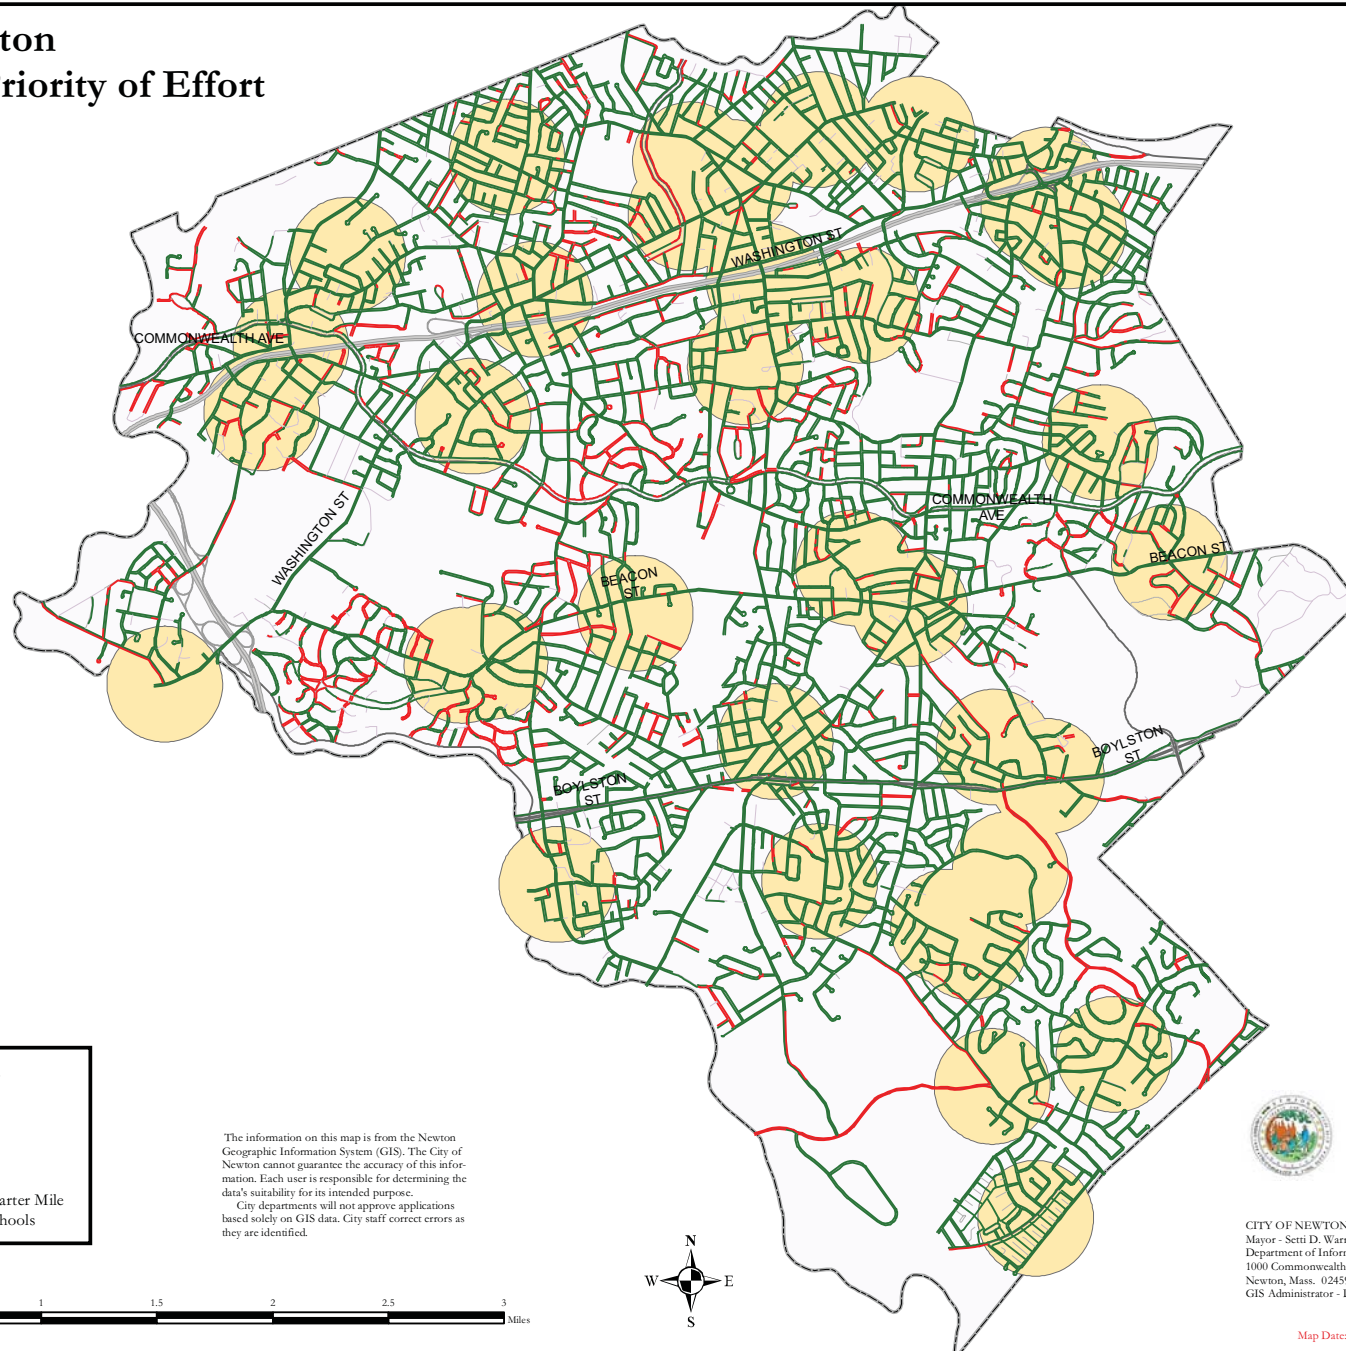 ton
riority of Effort
WASHINGTON ST
COMMONWEALTH AVE
COMMONWEALTH
AVE
WASHINGTON ST
BEACON ST
BEACON
ST
BOYLSTON
ST
BOYLSTON
ST
arter Mile
hools
The information on this map is from the Newton
Geographic Information System (GIS). The City of
Newton cannot guarantee the accuracy of this infor-
mation. Each user is responsible for determining the
data's suitability for its intended purpose.
City departments will not approve applications
based solely on GIS data. City staff correct errors as
they are identified.
N
W E
S
CITY OF NEWTON
Mayor - Setti D. Warr
Department of Inform
1000 Commonwealth
Newton, Mass. 0245
GIS Administrator -
1 1.5 2 2.5 3
Miles
Map Date: